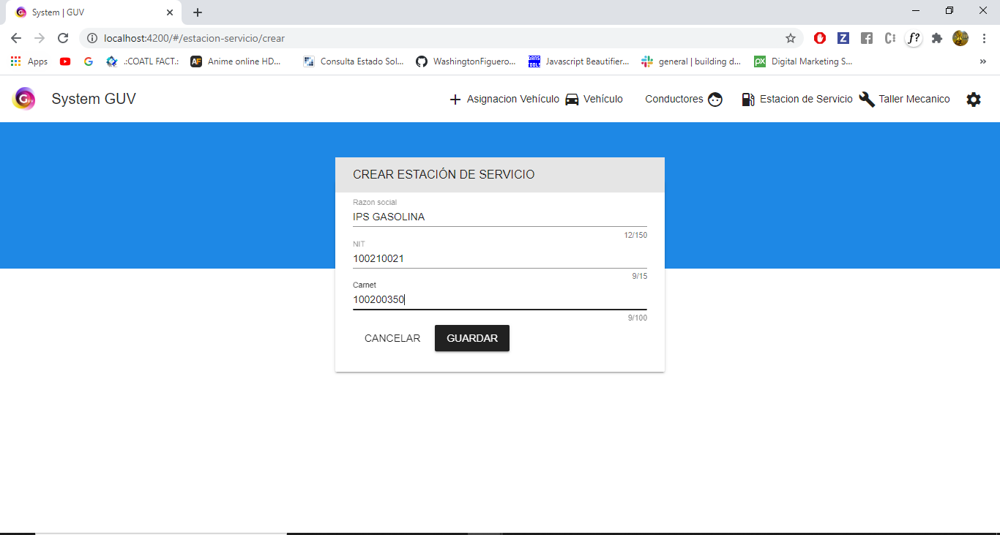 System | GUV
localhost:4200/#/estacion-servicio/crear
Apps .:COATL FACT.: Anime online HD... Consulta Estado Sol... WashingtonFiguero... Javascript Beautifier... general | building d... Digital Marketing S... »
System GUV Asignacion Vehículo Vehículo Conductores Estacion de Servicio Taller Mecanico
CREAR ESTACIÓN DE SERVICIO
Razon social
IPS GASOLINA
12/150
NIT
100210021
9/15
Carnet
100200350
9/100
CANCELAR GUARDAR